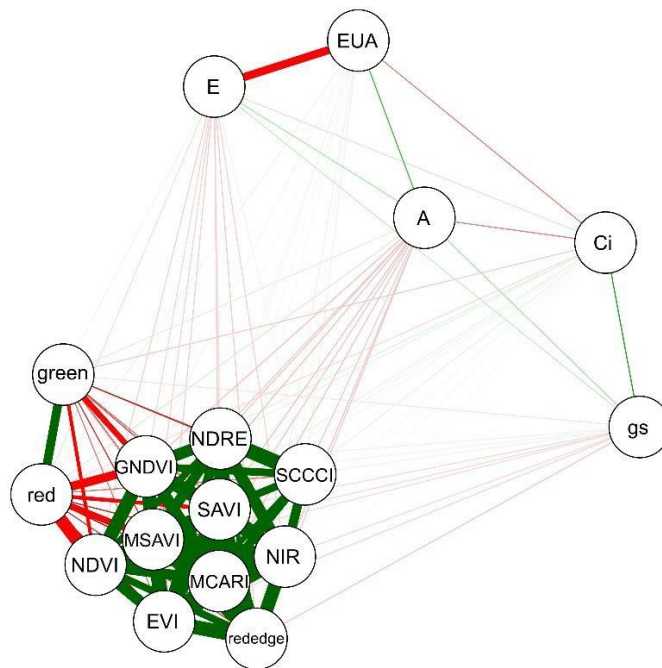 EUA
E
A
Ci
green
gs
NDRE
GNDVI
SCCCI
red
SAVI
MSAVI
NIR
NDVI
MCARI
EVI
rededge